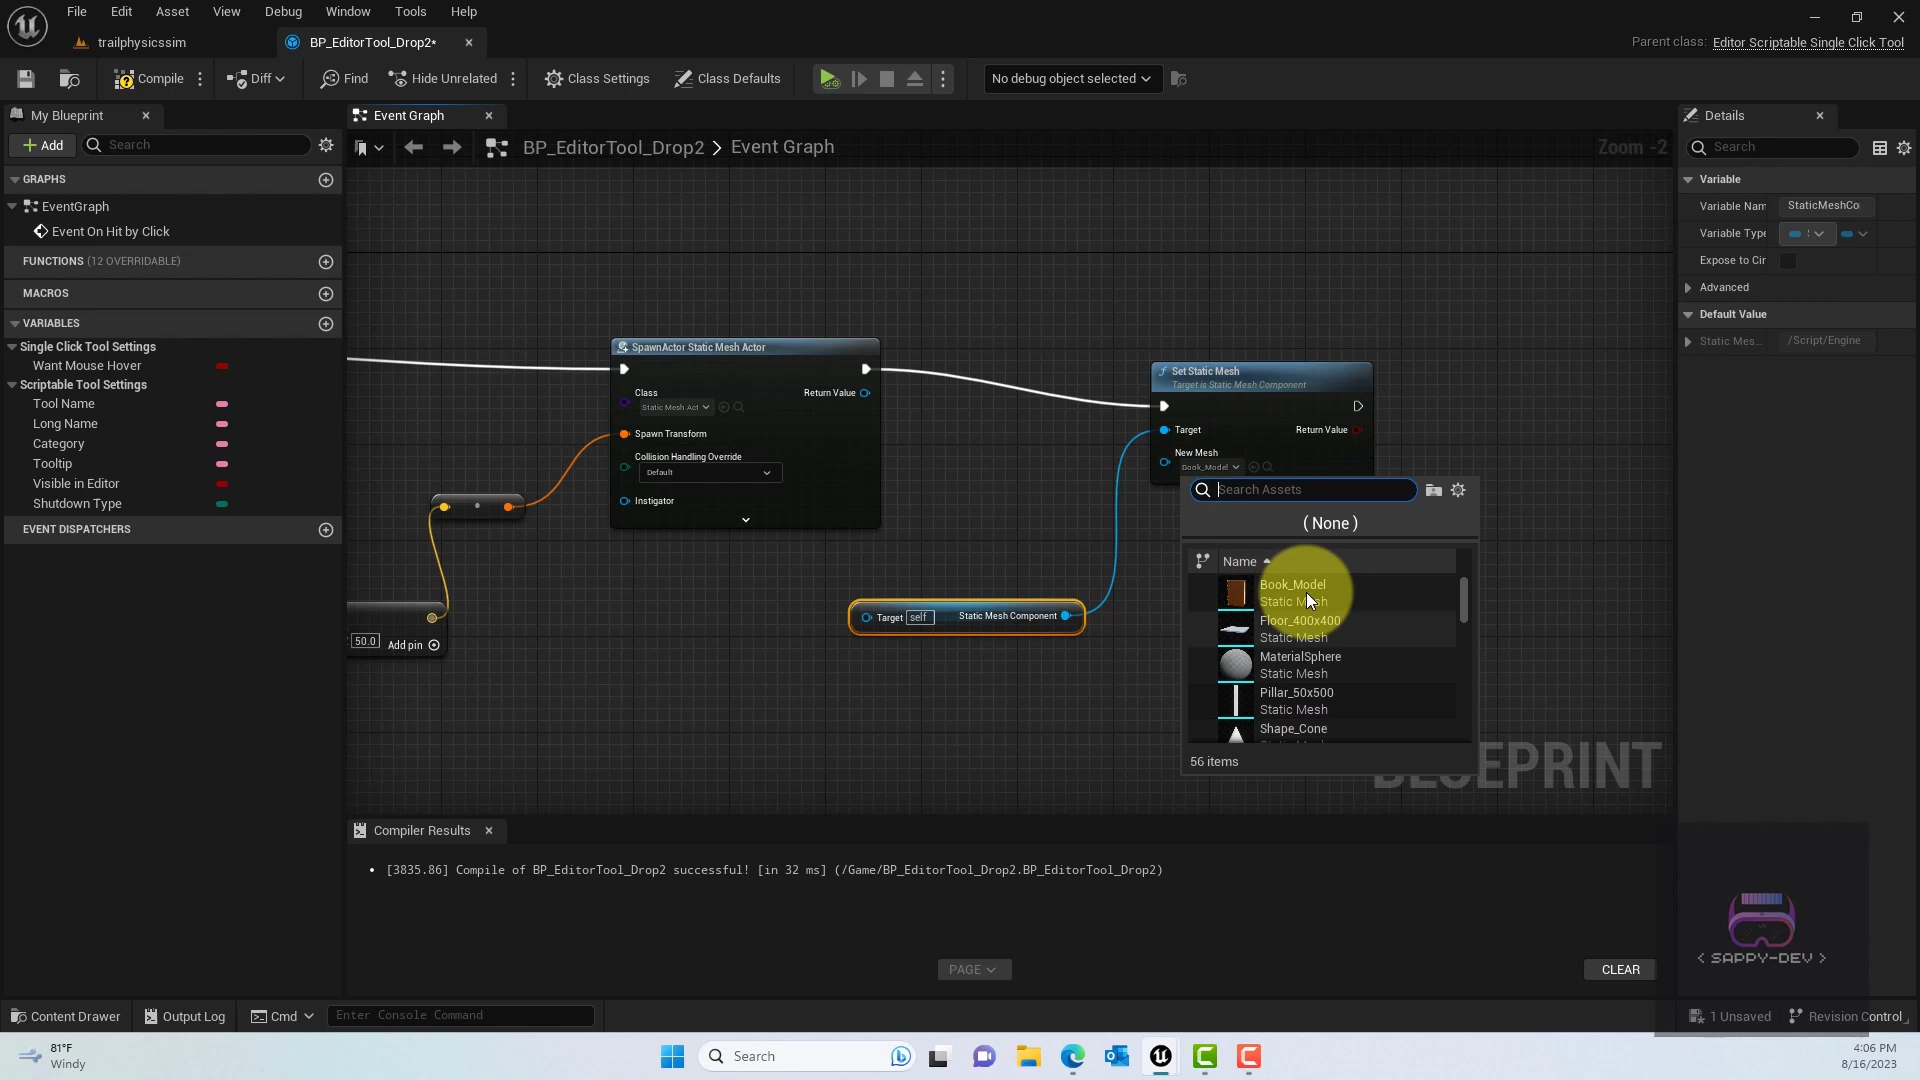 File Edit Asset View Debug Window Tools Help
trailphysicssim
BP_EditorTool_Drop2*
Parent class: Editor Scriptable Single Click Tool
Compile
Diff
Find
Hide Unrelated
Class Settings
Class Defaults
No debug object selected
My Blueprint
Event Graph
Details
Add
Search
BP_EditorTool_Drop2 > Event Graph
Zoom -2
Search
GRAPHS
EventGraph
Event On Hit by Click
FUNCTIONS (12 OVERRIDABLE)
MACROS
VARIABLES
Single Click Tool Settings
Want Mouse Hover
Scriptable Tool Settings
Tool Name
Long Name
Category
Tooltip
Visible in Editor
Shutdown Type
EVENT DISPATCHERS
SpawnActor Static Mesh Actor
Class
Static Mesh Act
Return Value
Spawn Transform
Collision Handling Override
Default
Instigator
50.0
Add pin
Target self
Static Mesh Component
Set Static Mesh
Target is Static Mesh Component
Target
Return Value
New Mesh
Book_Model
Search Assets
( None )
Name
Book_Model
Static Mesh
Floor_400x400
Static Mesh
MaterialSphere
Static Mesh
Pillar_50x500
Static Mesh
Shape_Cone
56 items
BLUEPRINT
Variable
Variable Nam
StaticMeshCo
Variable Type
Expose to Cir
Advanced
Default Value
Static Mes...
/Script/Engine
Compiler Results
[3835.86] Compile of BP_EditorTool_Drop2 successful! [in 32 ms] (/Game/BP_EditorTool_Drop2.BP_EditorTool_Drop2)
PAGE
CLEAR
< SAPPY-DEV >
Content Drawer
Output Log
Cmd
Enter Console Command
1 Unsaved
Revision Control
81°F
Windy
Search
4:06 PM
8/16/2023